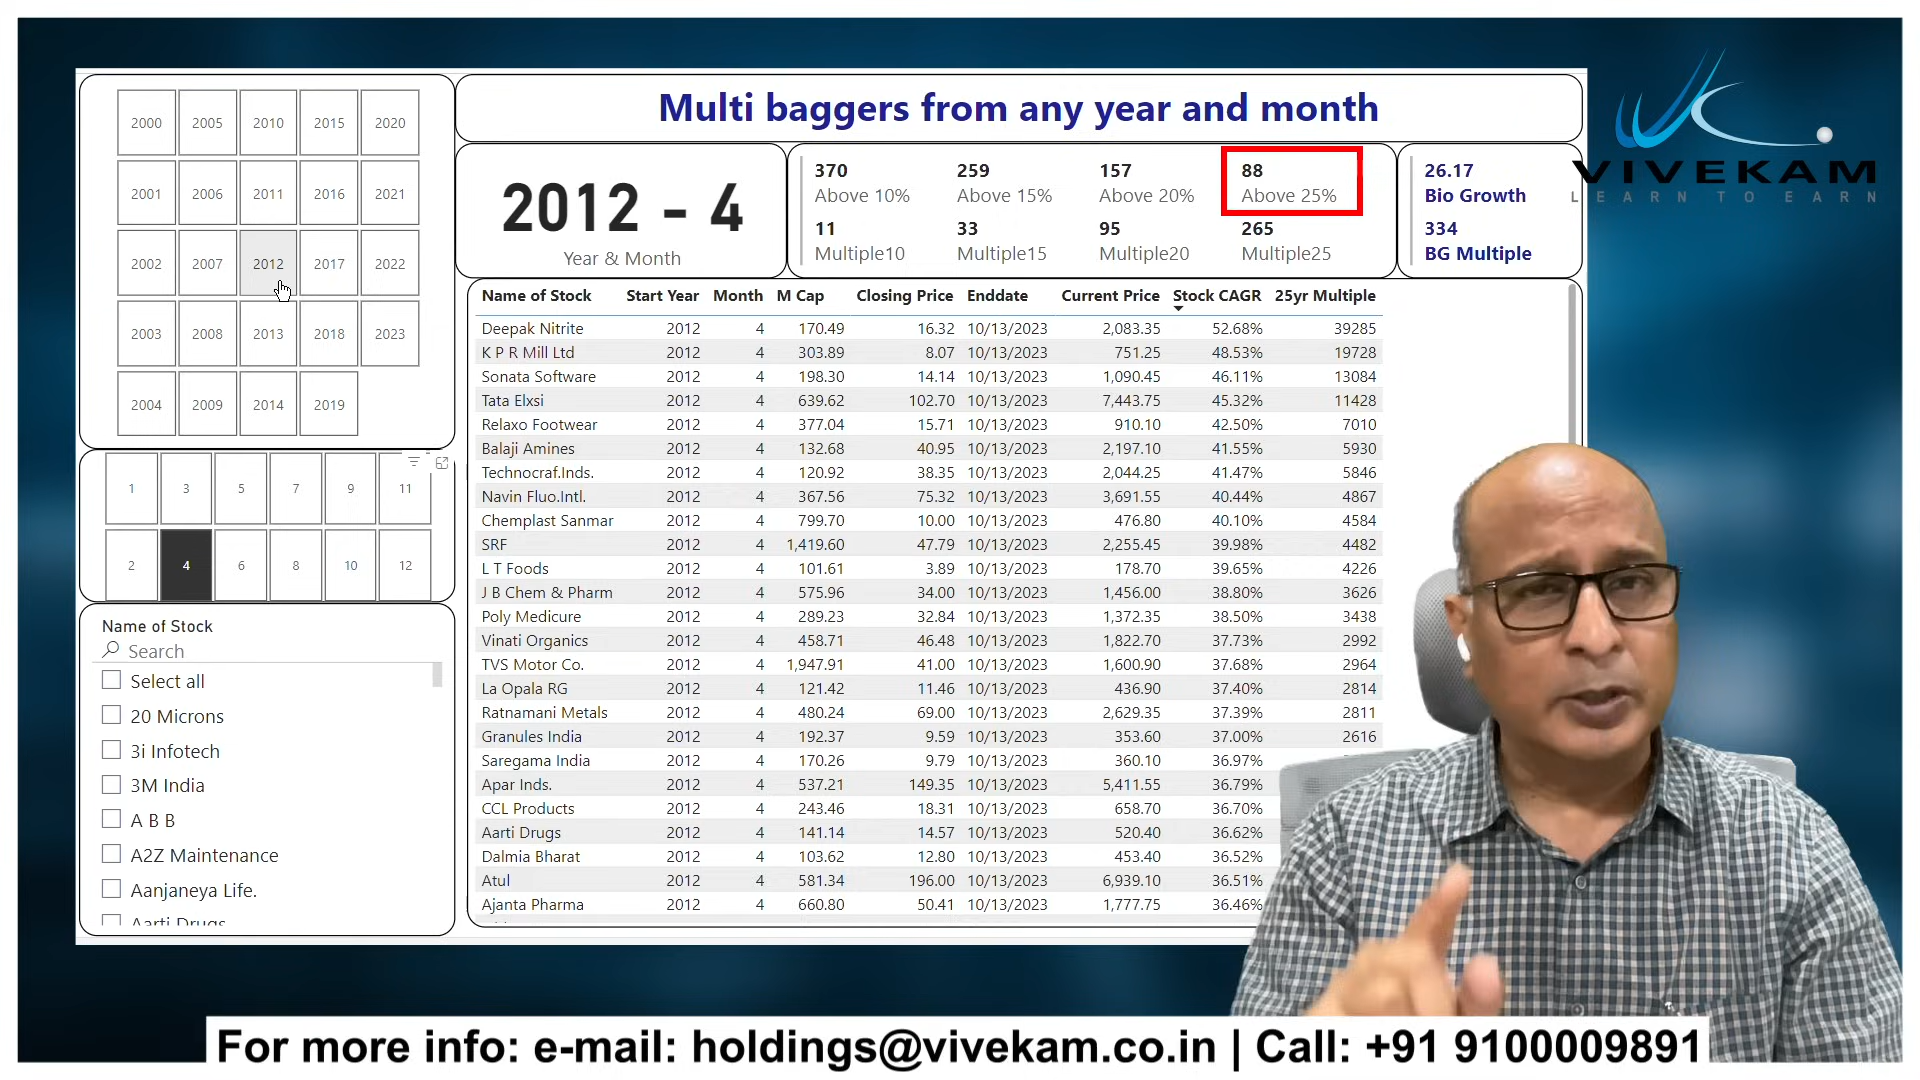 Multi baggers from any year and month
VIVEKAM
LEARN TO EARN
2000 2005 2010 2015 2020
2001 2006 2011 2016 2021
2002 2007 2012 2017 2022
2003 2008 2013 2018 2023
2004 2009 2014 2019
2012 - 4
Year & Month
370 259 157 88
Above 10% Above 15% Above 20% Above 25%
11 33 95 265
Multiple10 Multiple15 Multiple20 Multiple25
26.17
Bio Growth
334
BG Multiple
1 3 5 7 9 11
2 4 6 8 10 12
Name of Stock
Search
Select all
20 Microns
3i Infotech
3M India
A B B
A2Z Maintenance
Aanjaneya Life.
Aarti Drugs
Name of Stock Start Year Month M Cap Closing Price Enddate Current Price Stock CAGR 25yr Multiple
Deepak Nitrite 2012 4 170.49 16.32 10/13/2023 2,083.35 52.68% 39285
K P R Mill Ltd 2012 4 303.89 8.07 10/13/2023 751.25 48.53% 19728
Sonata Software 2012 4 198.30 14.14 10/13/2023 1,090.45 46.11% 13084
Tata Elxsi 2012 4 639.62 102.70 10/13/2023 7,443.75 45.32% 11428
Relaxo Footwear 2012 4 377.04 15.71 10/13/2023 910.10 42.50% 7010
Balaji Amines 2012 4 132.68 40.95 10/13/2023 2,197.10 41.55% 5930
Technocraf.Inds. 2012 4 120.92 38.35 10/13/2023 2,044.25 41.47% 5846
Navin Fluo.Intl. 2012 4 367.56 75.32 10/13/2023 3,691.55 40.44% 4867
Chemplast Sanmar 2012 4 799.70 10.00 10/13/2023 476.80 40.10% 4584
SRF 2012 4 1,419.60 47.79 10/13/2023 2,255.45 39.98% 4482
L T Foods 2012 4 101.61 3.89 10/13/2023 178.70 39.65% 4226
J B Chem & Pharm 2012 4 575.96 34.00 10/13/2023 1,456.00 38.80% 3626
Poly Medicure 2012 4 289.23 32.84 10/13/2023 1,372.35 38.50% 3438
Vinati Organics 2012 4 458.71 46.48 10/13/2023 1,822.70 37.73% 2992
TVS Motor Co. 2012 4 1,947.91 41.00 10/13/2023 1,600.90 37.68% 2964
La Opala RG 2012 4 121.42 11.46 10/13/2023 436.90 37.40% 2814
Ratnamani Metals 2012 4 480.24 69.00 10/13/2023 2,629.35 37.39% 2811
Granules India 2012 4 192.37 9.59 10/13/2023 353.60 37.00% 2616
Saregama India 2012 4 170.26 9.79 10/13/2023 360.10 36.97%
Apar Inds. 2012 4 537.21 149.35 10/13/2023 5,411.55 36.79%
CCL Products 2012 4 243.46 18.31 10/13/2023 658.70 36.70%
Aarti Drugs 2012 4 141.14 14.57 10/13/2023 520.40 36.62%
Dalmia Bharat 2012 4 103.62 12.80 10/13/2023 453.40 36.52%
Atul 2012 4 581.34 196.00 10/13/2023 6,939.10 36.51%
Ajanta Pharma 2012 4 660.80 50.41 10/13/2023 1,777.75 36.46%
For more info: e-mail: holdings@vivekam.co.in | Call: +91 9100009891